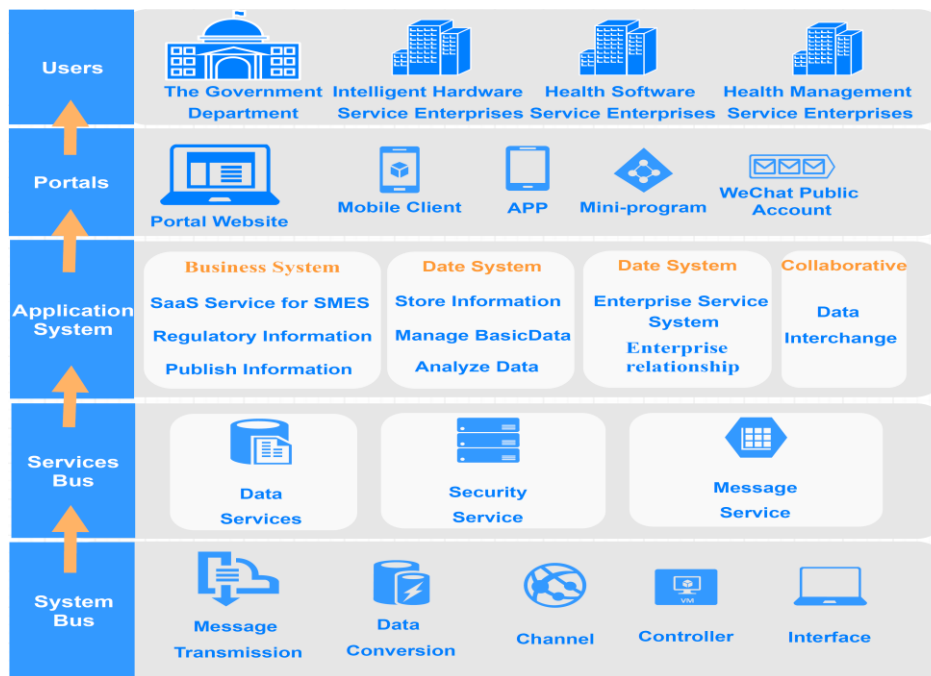 Users
The Government
Department
Intelligent Hardware
Service Enterprises
Health Software
Service Enterprises
Health Management
Service Enterprises
Portals
Portal Website
Mobile Client
APP
Mini-program
WeChat Public
Account
Application
System
Business System
SaaS Service for SMES
Regulatory Information
Publish Information
Date System
Store Information
Manage BasicData
Analyze Data
Date System
Enterprise Service
System
Enterprise
relationship
Collaborative
Data
Interchange
Services
Bus
Data
Services
Security
Service
Message
Service
System
Bus
Message
Transmission
Data
Conversion
Channel
VM
Controller
Interface